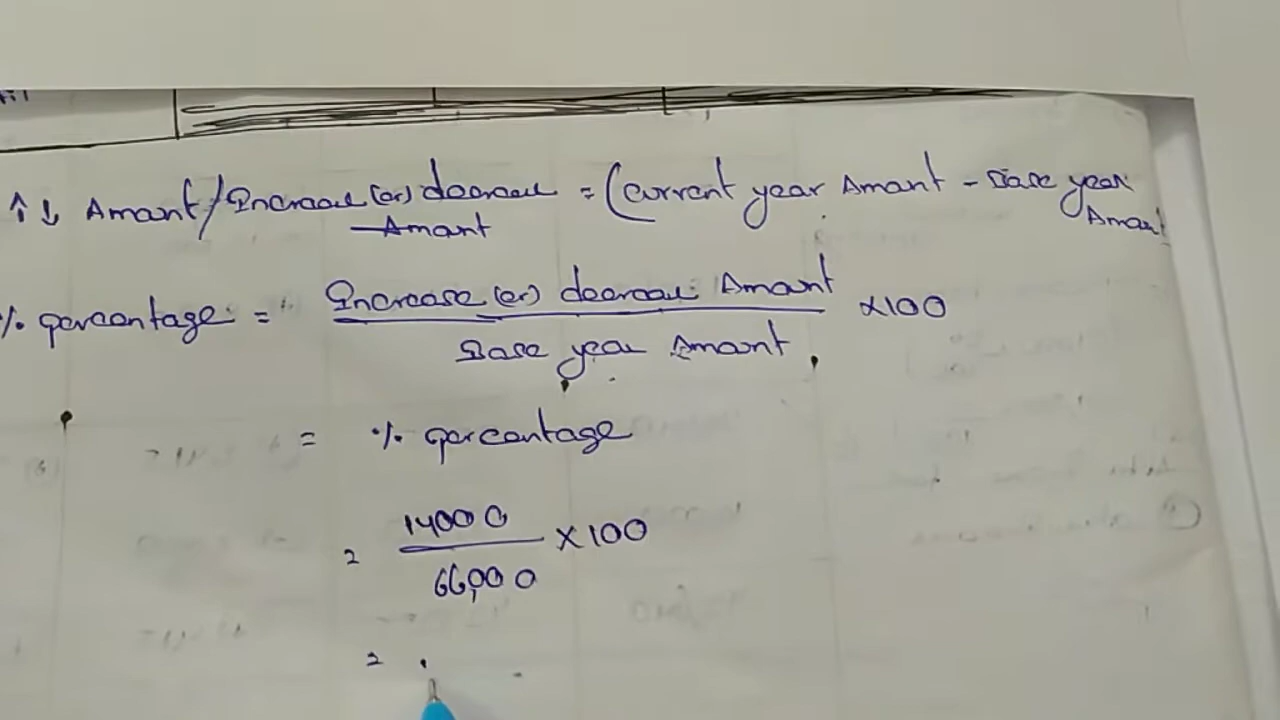 ↑↓ Amount/Increase (or) decrease = (Current year Amount - Base year
Amount Amount
% percentage = Increase (or) decrease Amount × 100
Base year Amount
= % percentage
= 14000 × 100
66,000
=